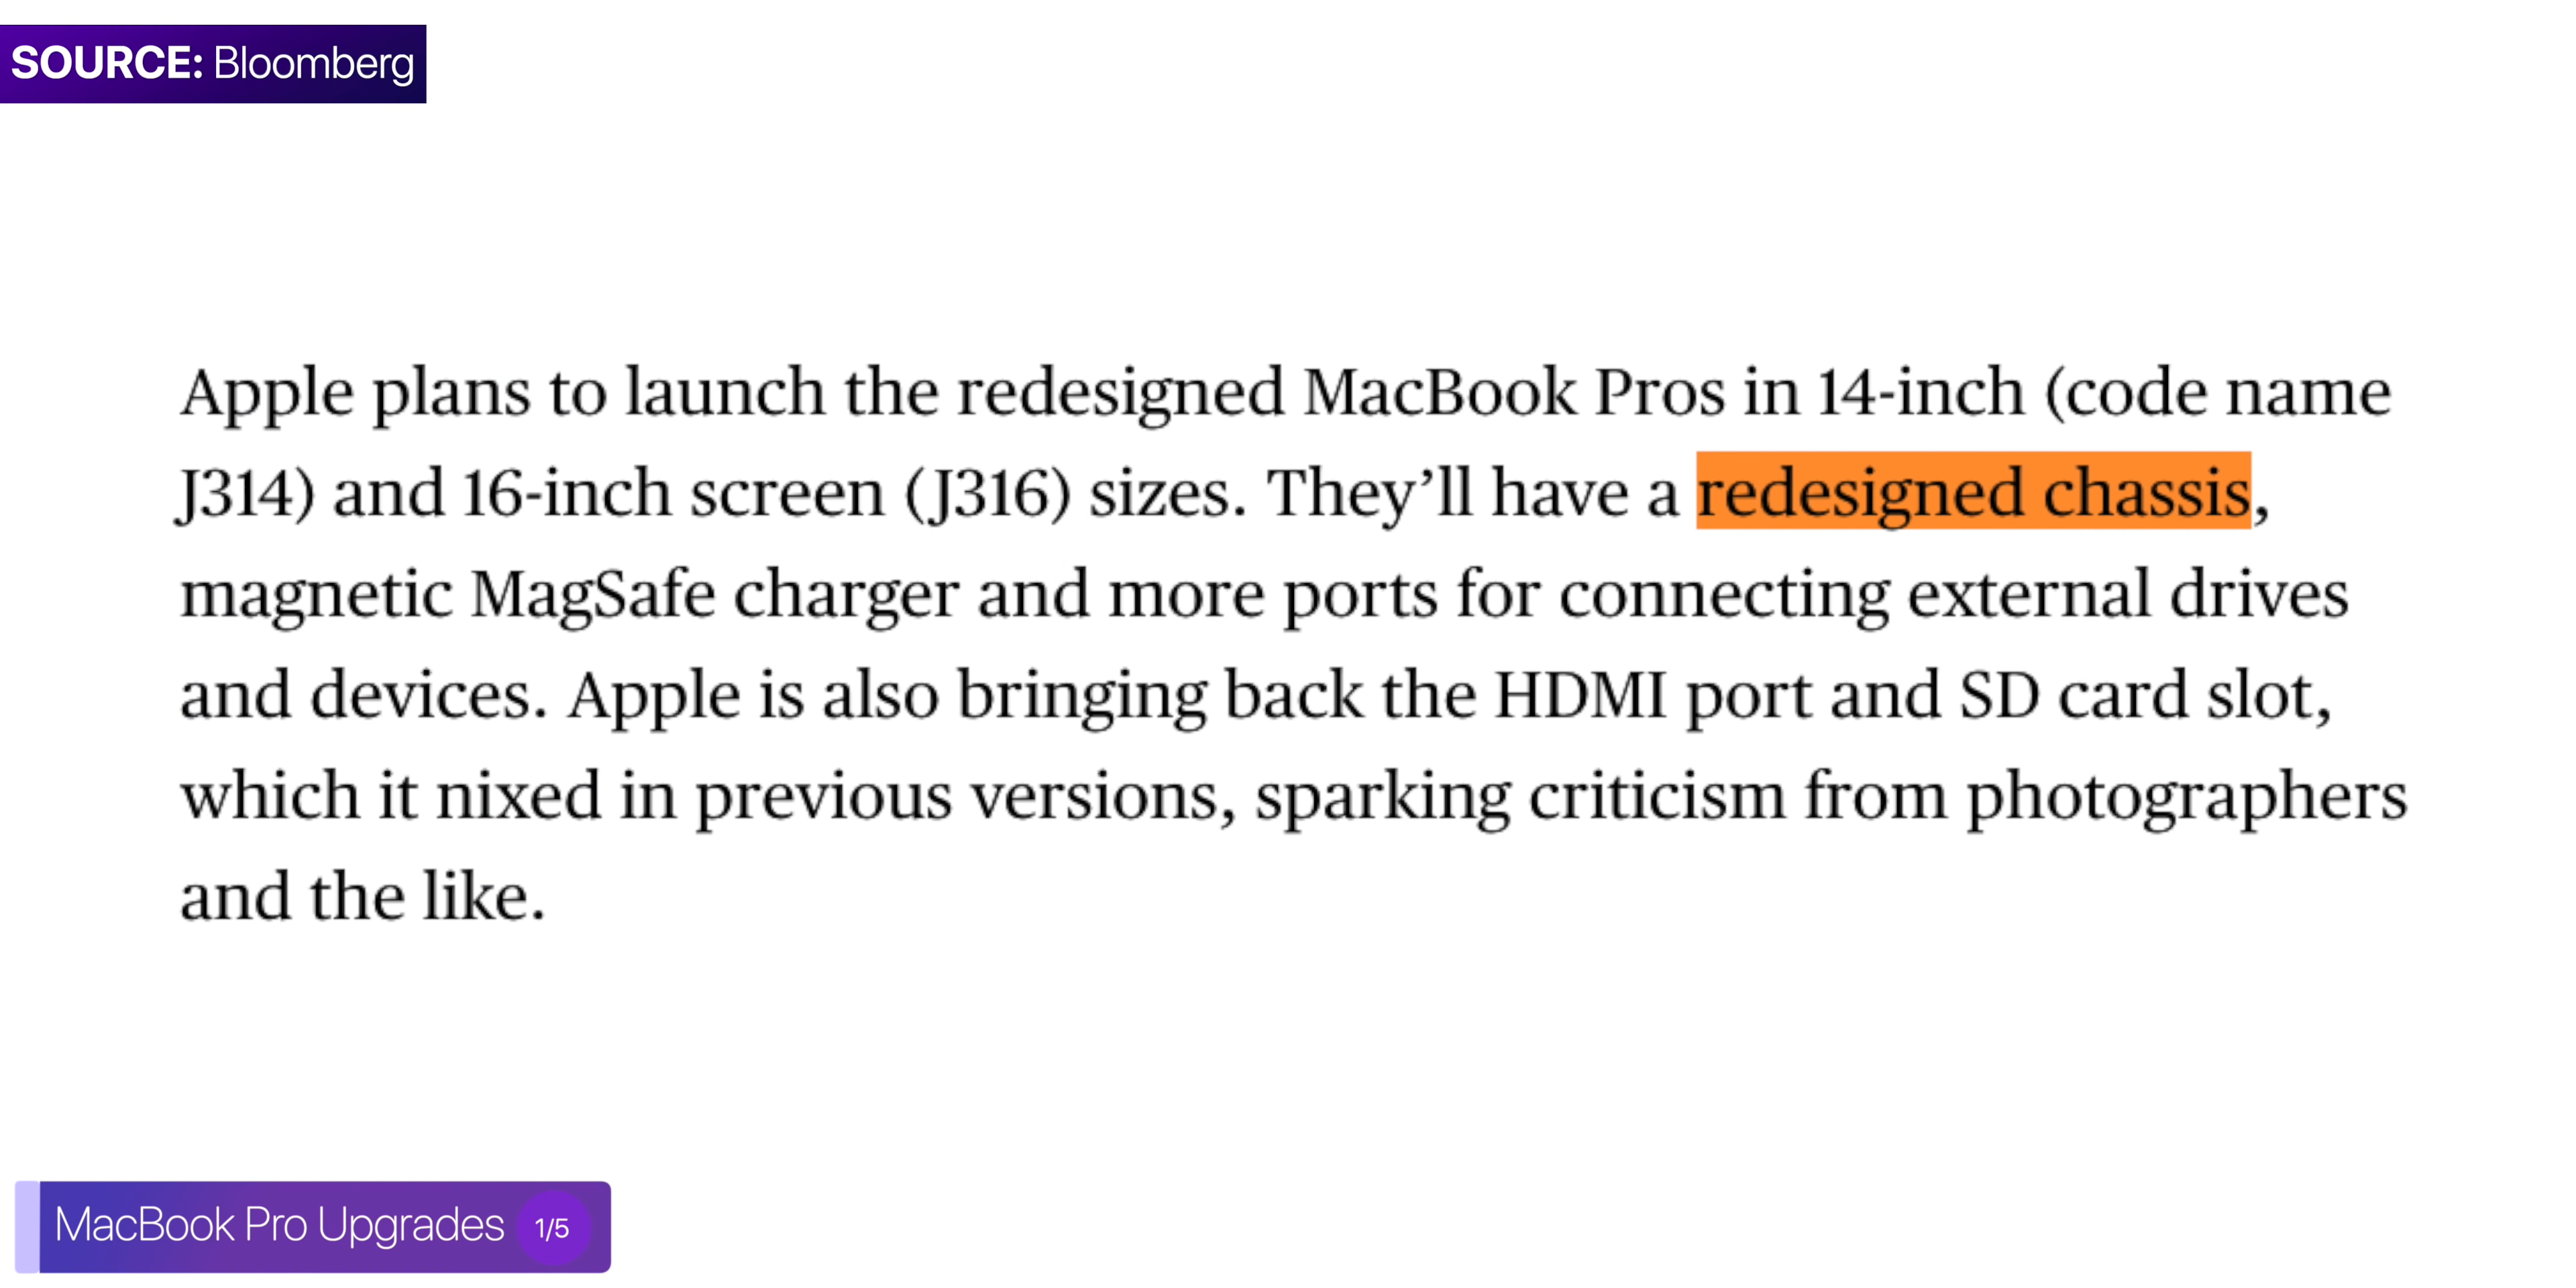 SOURCE: Bloomberg
Apple plans to launch the redesigned MacBook Pros in 14-inch (code name
J314) and 16-inch screen (J316) sizes. They’ll have a redesigned chassis,
magnetic MagSafe charger and more ports for connecting external drives
and devices. Apple is also bringing back the HDMI port and SD card slot,
which it nixed in previous versions, sparking criticism from photographers
and the like.
MacBook Pro Upgrades 1/5